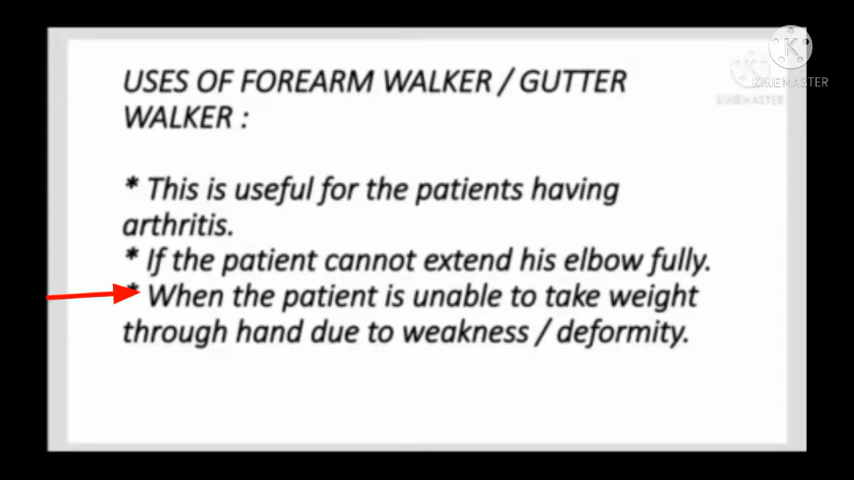 USES OF FOREARM WALKER / GUTTER
WALKER :
* This is useful for the patients having
arthritis.
* If the patient cannot extend his elbow fully.
* When the patient is unable to take weight
through hand due to weakness / deformity.
K
KINEMASTER
K
KINEMASTER